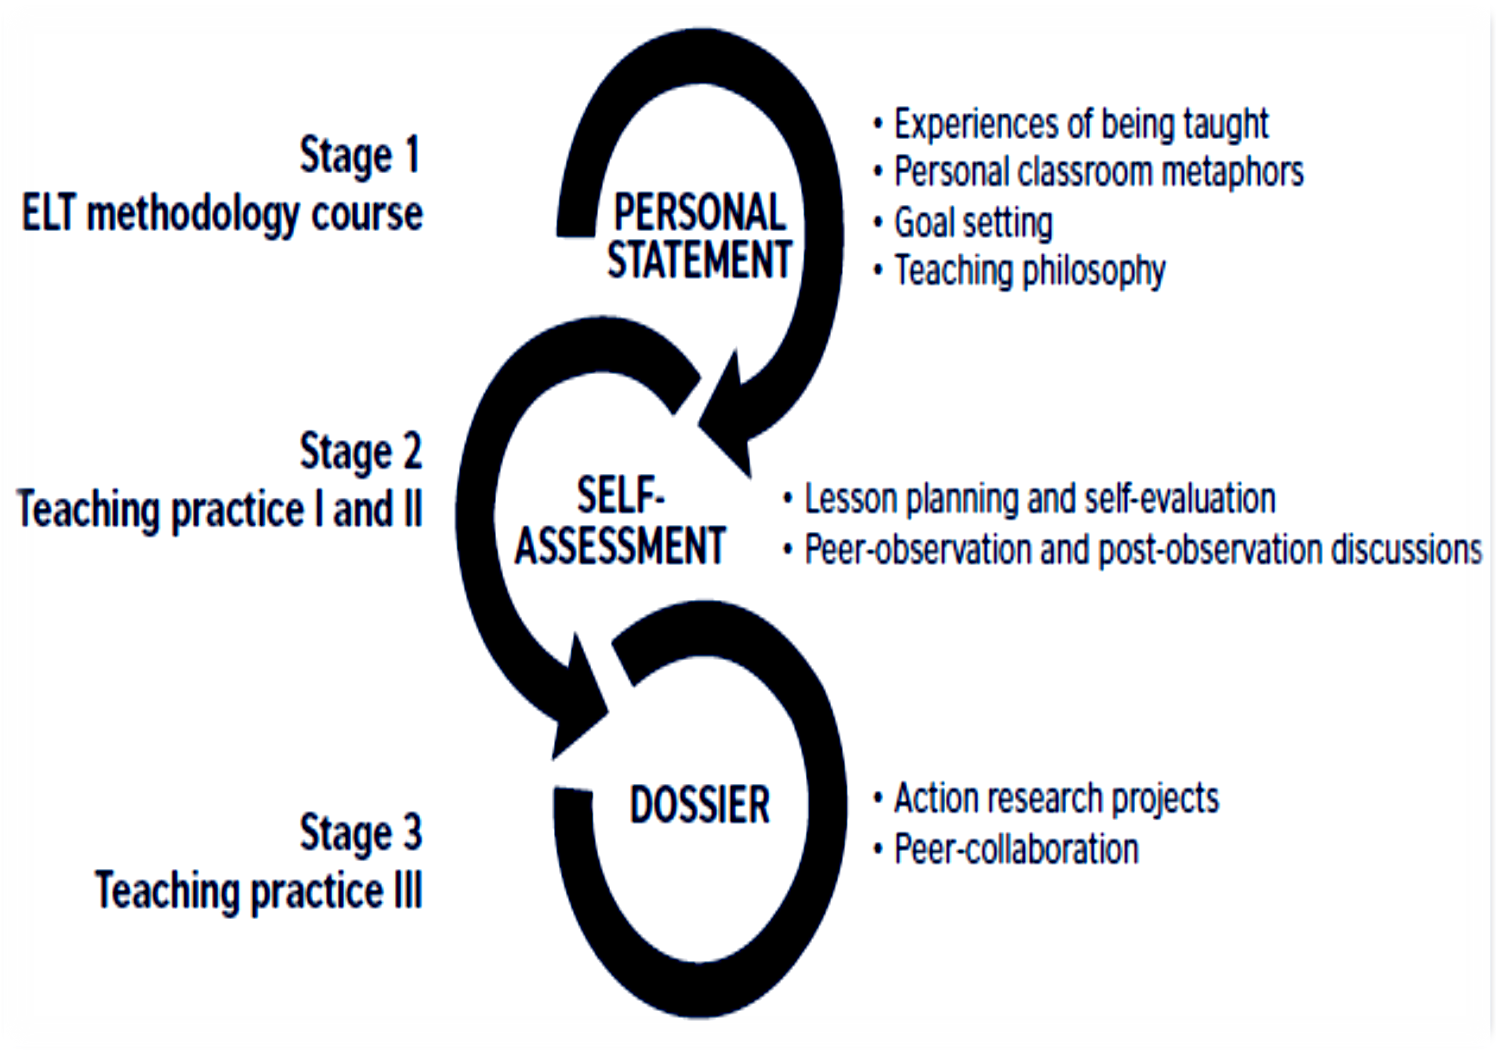 Stage 1
ELT methodology course
PERSONAL
STATEMENT
• Experiences of being taught
• Personal classroom metaphors
• Goal setting
• Teaching philosophy
Stage 2
Teaching practice I and II
SELF-
ASSESSMENT
• Lesson planning and self-evaluation
• Peer-observation and post-observation discussions
Stage 3
Teaching practice III
DOSSIER
• Action research projects
• Peer-collaboration